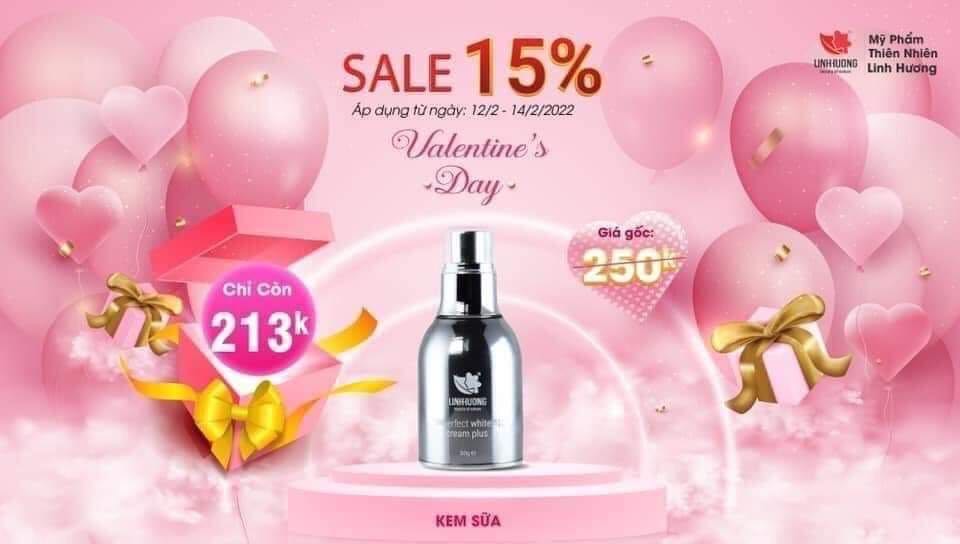 SALE 15%
Áp dụng từ ngày: 12/2 - 14/2/2022
Valentine's
Day
LINHHUONG
Mỹ Phẩm
Thiên Nhiên
Linh Hương
Giá gốc:
250k
Chỉ Còn
213k
LINHHUONG
cream plus
KEM SỮA